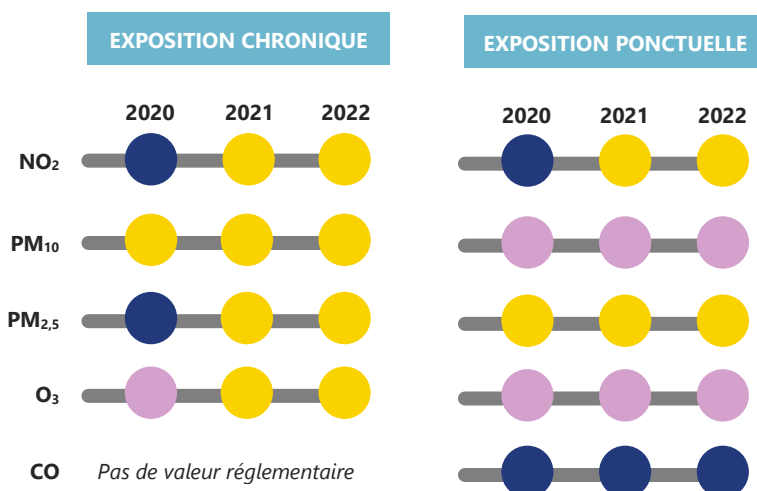 EXPOSITION CHRONIQUE
EXPOSITION PONCTUELLE
2020 2021 2022
2020 2021 2022
NO₂
PM₁₀
PM₂,₅
O₃
CO Pas de valeur réglementaire